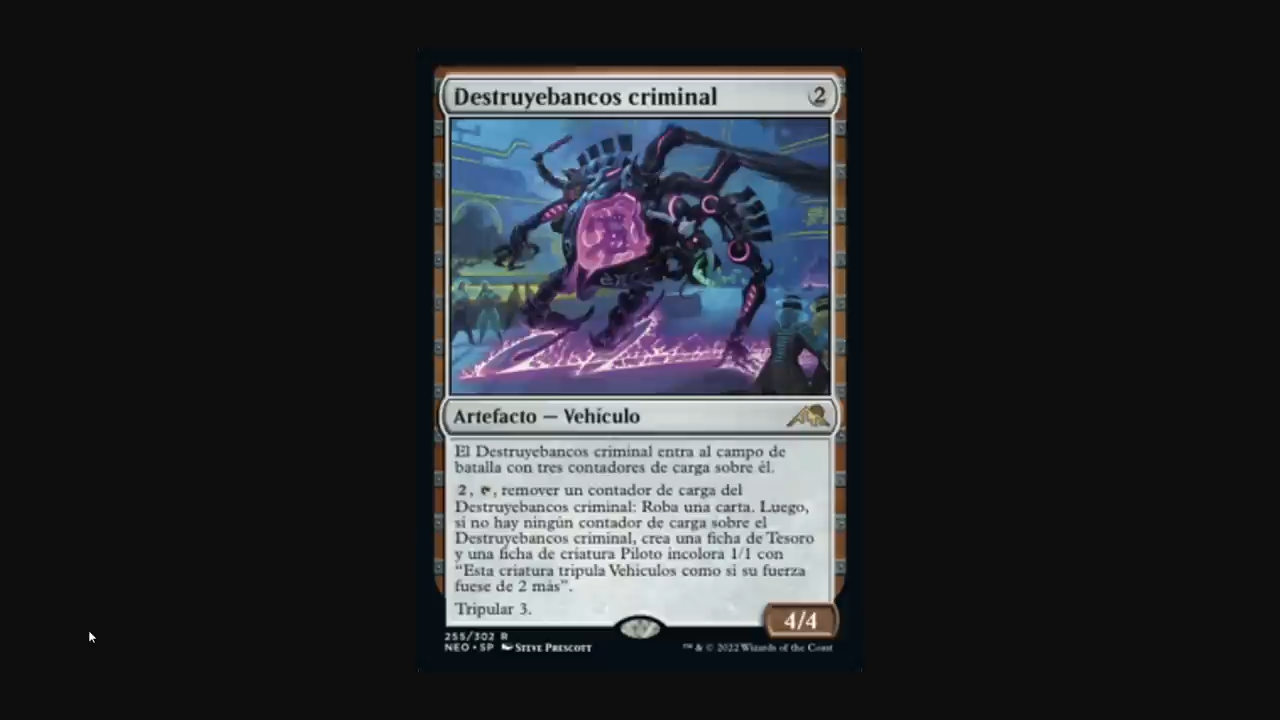 Destruyebancos criminal 2
Artefacto — Vehículo
El Destruyebancos criminal entra al campo de
batalla con tres contadores de carga sobre él.
2, , remover un contador de carga del
Destruyebancos criminal: Roba una carta. Luego,
si no hay ningún contador de carga sobre el
Destruyebancos criminal, crea una ficha de Tesoro
y una ficha de criatura Piloto incolora 1/1 con
“Esta criatura tripula Vehículos como si su fuerza
fuese de 2 más”.
Tripular 3.
4/4
255/302 R
NEO • SP STEVE PRESCOTT
™ & © 2022 Wizards of the Coast